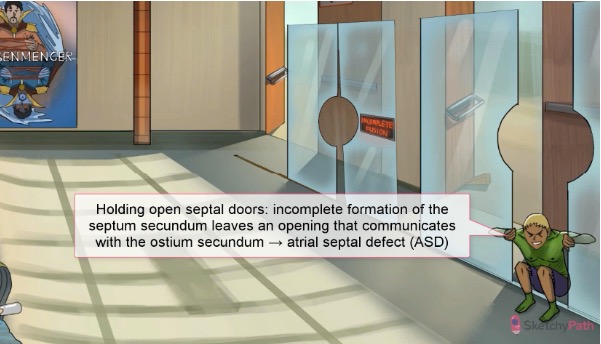 SENMENGER
INCOMPLETE
FUSION
Holding open septal doors: incomplete formation of the
septum secundum leaves an opening that communicates
with the ostium secundum → atrial septal defect (ASD)
SketchyPath